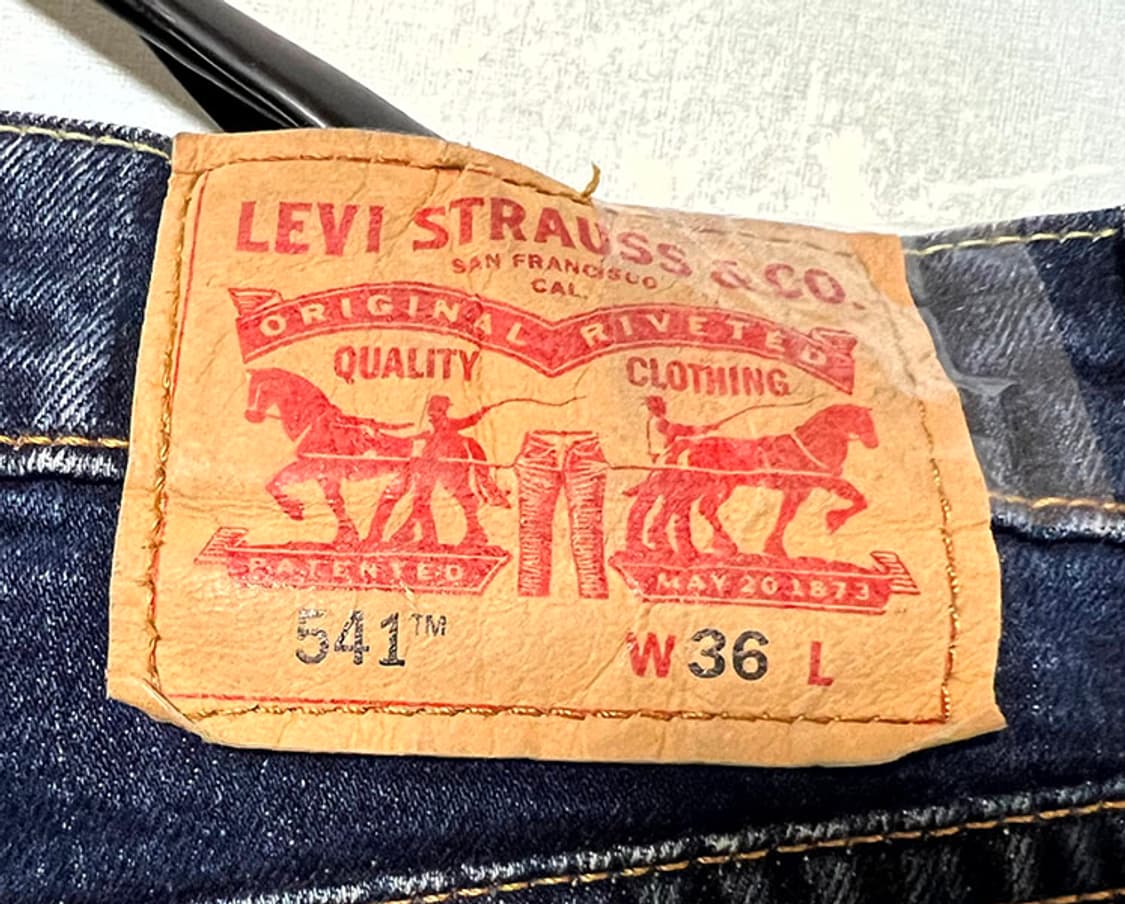 LEVI STRAUSS & CO.
SAN FRANCISCO
CAL.
ORIGINAL RIVETED
QUALITY CLOTHING
PATENTED MAY 20 1873
541™ W 36 L